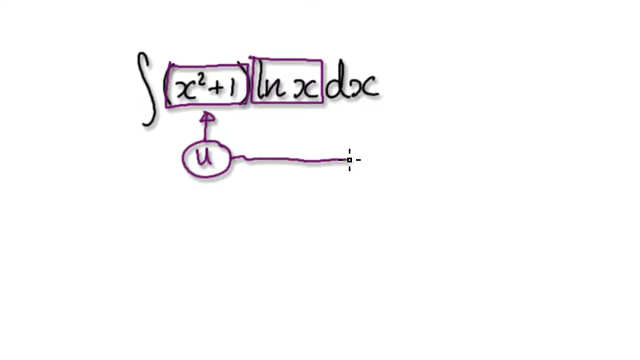 ∫(x²+1) ln x dx
u